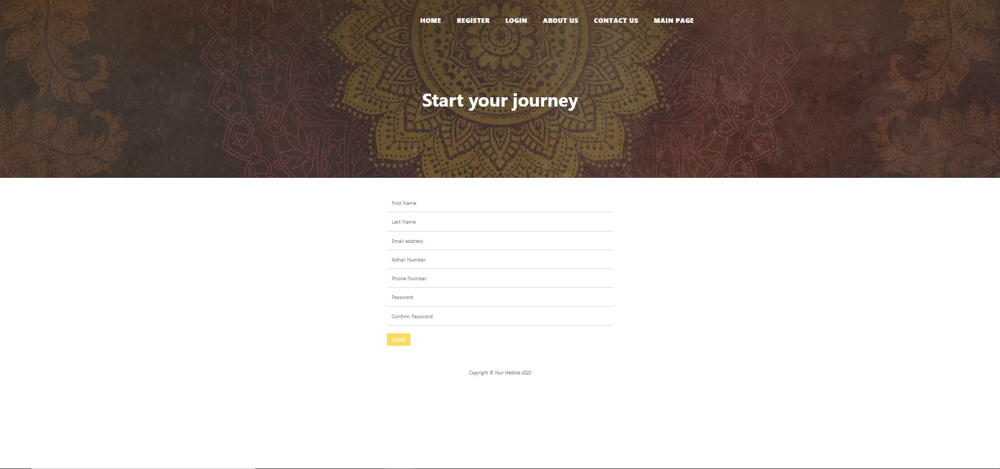 HOME REGISTER LOGIN ABOUT US CONTACT US MAIN PAGE
Start your journey
First Name
Last Name
Email address
Adhar Number
Phone Number
Password
Confirm Password
SEND
Copyright © Your Website 2022